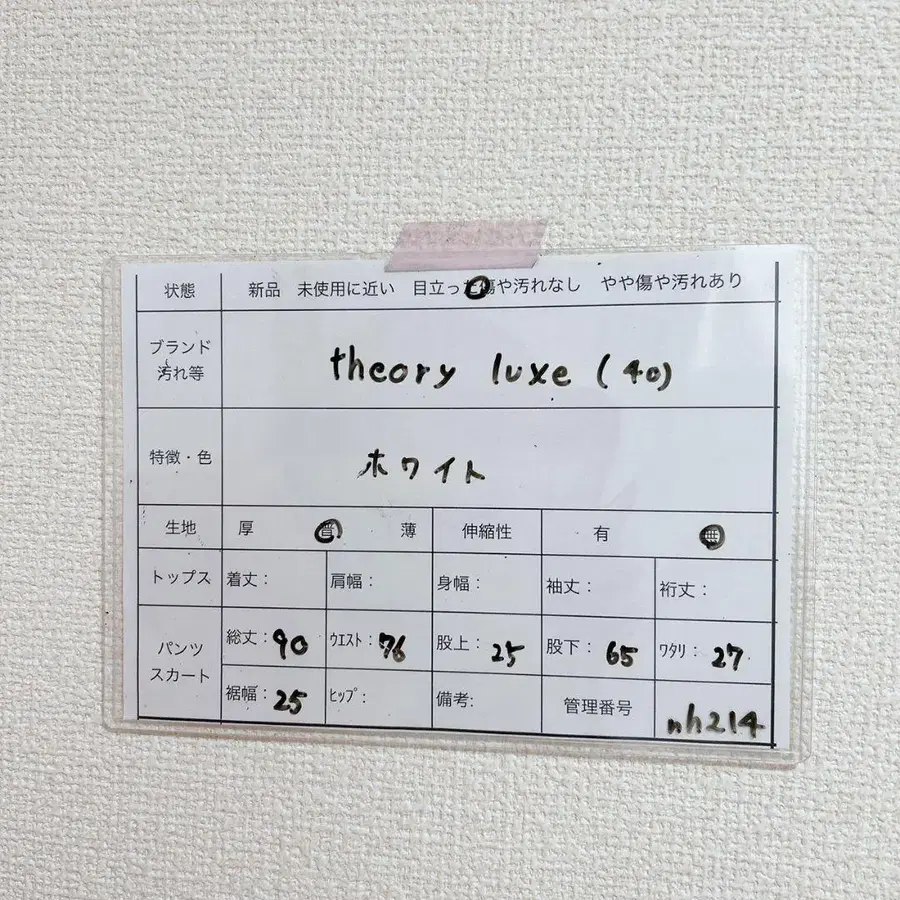 状態 新品 未使用に近い 目立った傷や汚れなし やや傷や汚れあり
ブランド
汚れ等
theory luxe (40)
特徴・色 ホワイト
生地 厚 普 薄 伸縮性 有 無
トップス 着丈: 肩幅: 身幅: 袖丈: 裄丈:
パンツ
スカート
総丈:90 ウエスト:76 股上:25 股下:65 ワタリ:27
裾幅:25 ヒップ: 備考: 管理番号 nh214